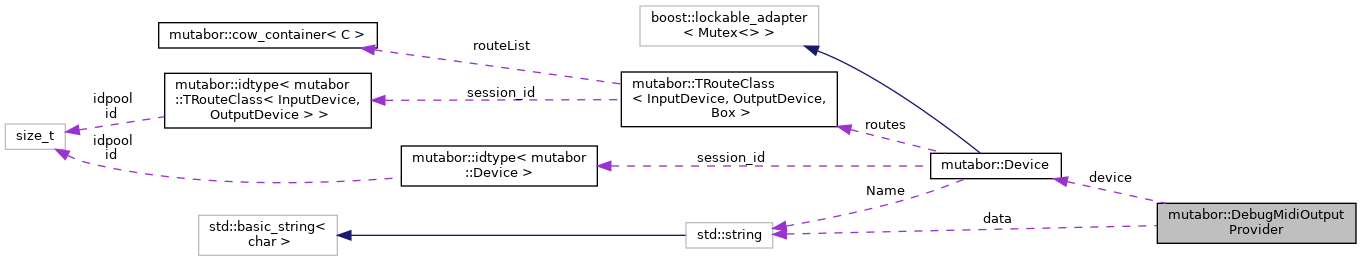 boost::lockable_adapter
< Mutex<> >
mutabor::cow_container< C >
routeList
mutabor::idtype< mutabor
::TRouteClass< InputDevice,
OutputDevice > >
mutabor::TRouteClass
< InputDevice, OutputDevice,
Box >
session_id
idpool
id
size_t
routes
idpool
id
mutabor::idtype< mutabor
::Device >
session_id
mutabor::Device
device
Name
mutabor::DebugMidiOutput
Provider
data
std::basic_string<
char >
std::string